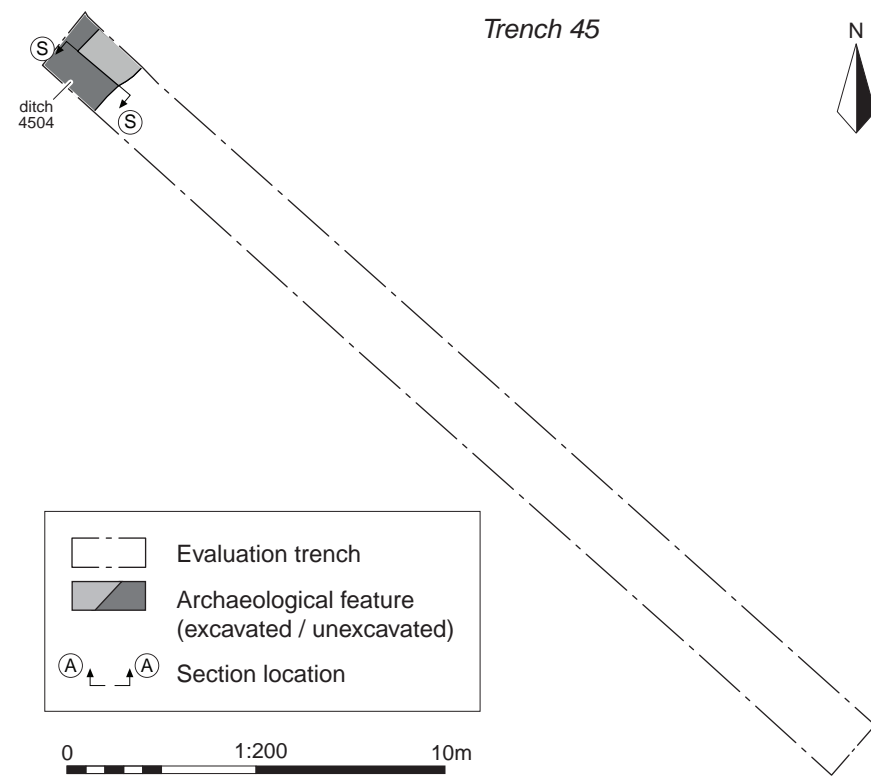 Trench 45
N
S
ditch
4504
S
Evaluation trench
Archaeological feature
(excavated / unexcavated)
A A
Section location
0 1:200 10m